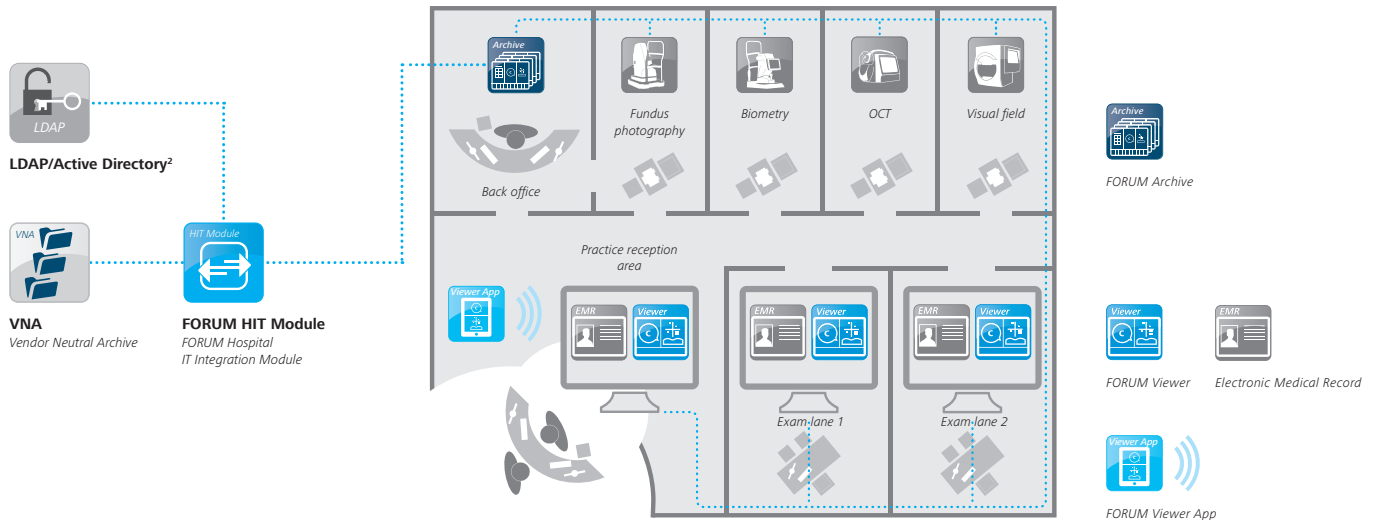 LDAP
LDAP/Active Directory²
VNA
VNA
Vendor Neutral Archive
HIT Module
FORUM HIT Module
FORUM Hospital
IT Integration Module
Archive
Back office
Fundus
photography
Biometry
OCT
Visual field
Practice reception
area
Viewer App
EMR
Viewer
EMR
Viewer
EMR
Viewer
Exam lane 1
Exam lane 2
Archive
FORUM Archive
Viewer
FORUM Viewer
EMR
Electronic Medical Record
Viewer App
FORUM Viewer App